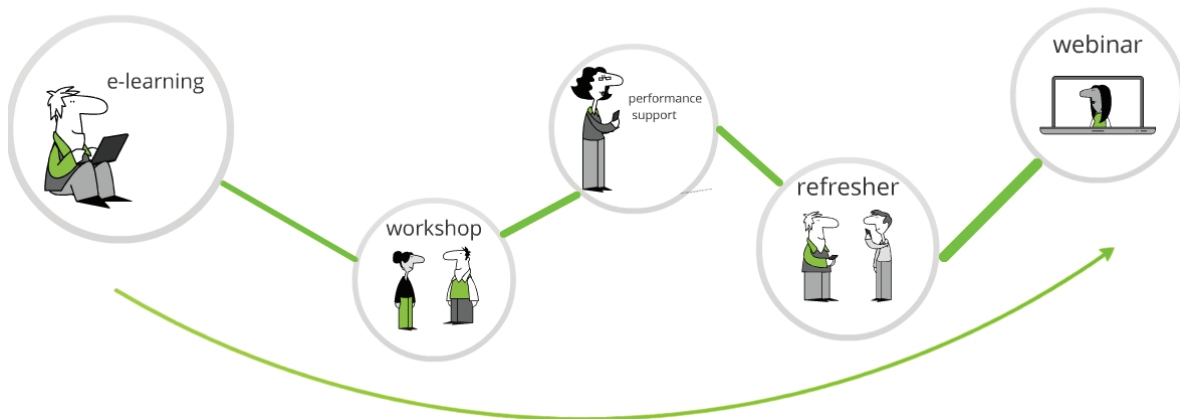 e-learning
workshop
performance
support
refresher
webinar